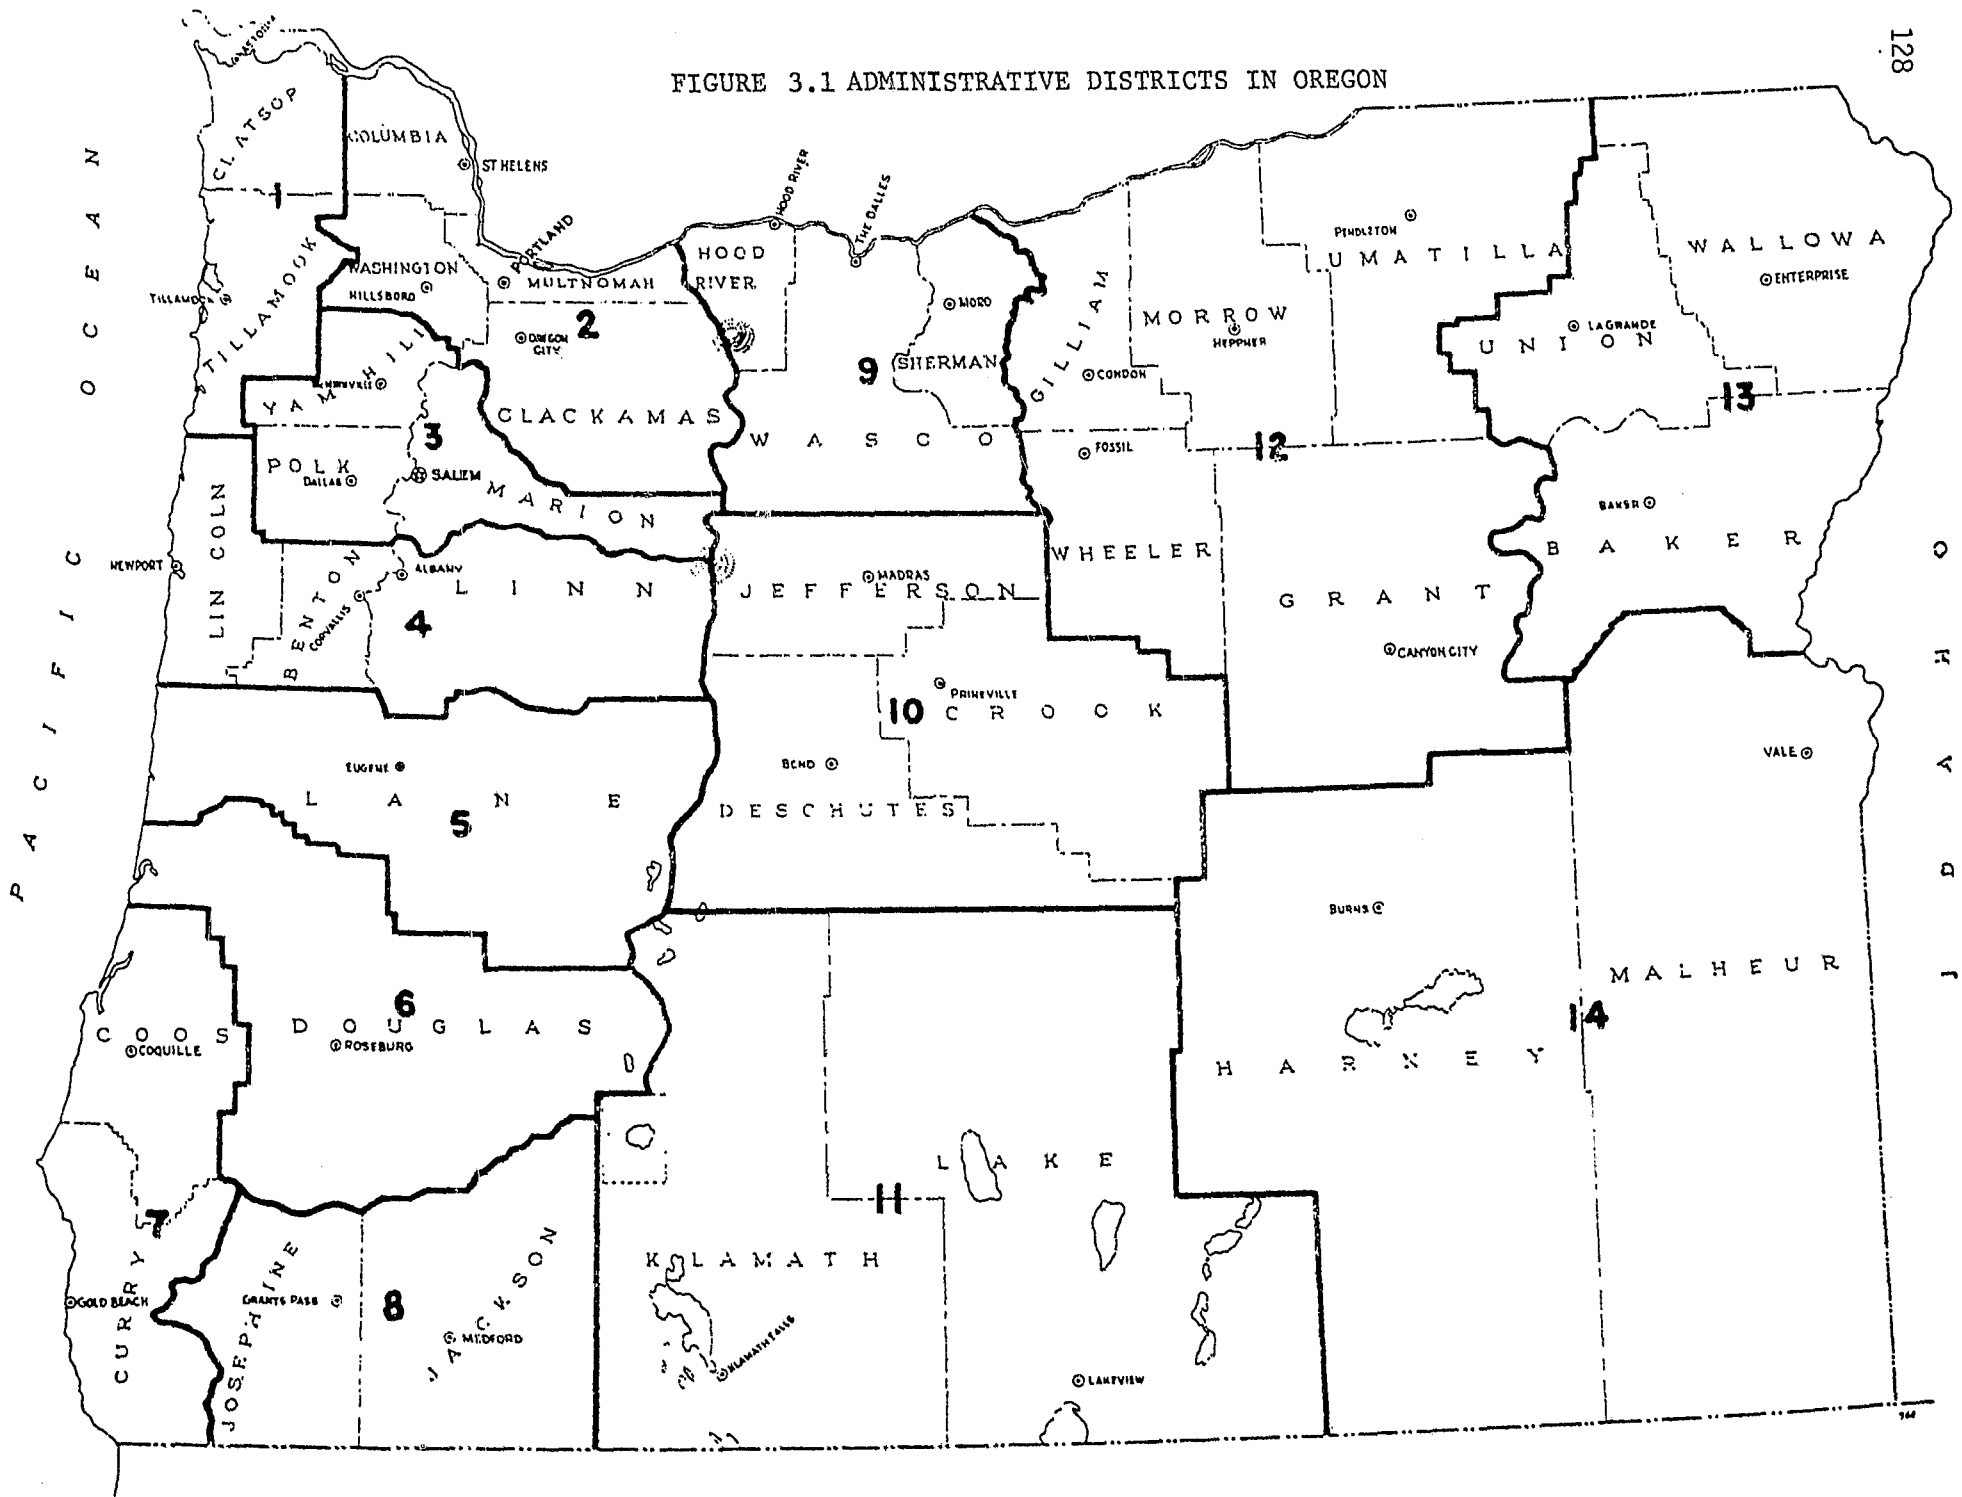 128
FIGURE 3.1 ADMINISTRATIVE DISTRICTS IN OREGON
PACIFIC OCEAN
IDAHO
CLATSOP
COLUMBIA
ST HELENS
1
TILLAMOOK
TILLAMOOK
WASHINGTON
HILLSBORO
PORTLAND
MULTNOMAH
2
OREGON
CITY
CLACKAMAS
YAMHILL
3
POLK
DALLAS
SALEM
MARION
HOOD RIVER
HOOD
RIVER
THE DALLES
9
WASCO
MORO
SHERMAN
GILLIAM
CONDON
FOSSIL
WHEELER
MORROW
HEPPNER
PENDLETON
UMATILLA
12
GRANT
CANYON CITY
WALLOWA
ENTERPRISE
LA GRANDE
UNION
13
BAKER
BAKER
LINCOLN
NEWPORT
BENTON
CORVALLIS
ALBANY
LINN
4
JEFFERSON
MADRAS
10
PRINEVILLE
CROOK
BEND
DESCHUTES
EUGENE
LANE
5
6
DOUGLAS
ROSEBURG
COOS
COQUILLE
7
CURRY
GOLD BEACH
JOSEPHINE
GRANTS PASS
8
JACKSON
MEDFORD
11
KLAMATH
KLAMATH FALLS
LAKE
LAKEVIEW
BURNS
HARNEY
14
MALHEUR
VALE